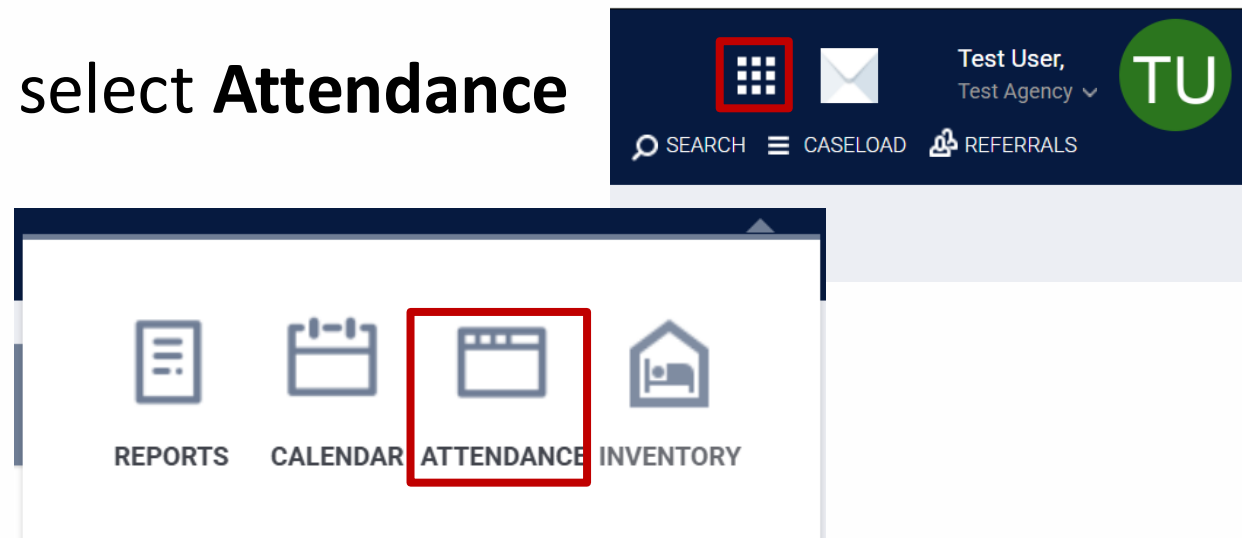 select Attendance
Test User,
Test Agency
TU
SEARCH CASELOAD REFERRALS
REPORTS CALENDAR ATTENDANCE INVENTORY